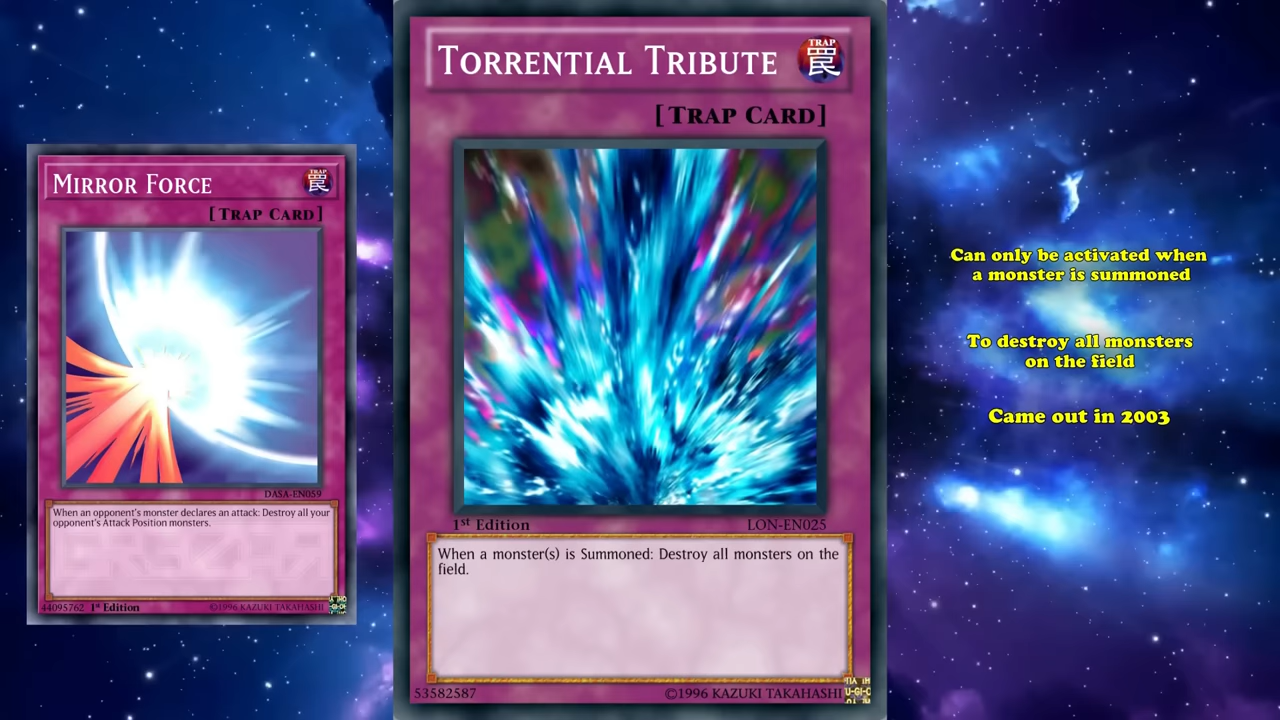 MIRROR FORCE
TRAP
罠
[TRAP CARD]
DASA-EN059
When an opponent's monster declares an attack: Destroy all your
opponent's Attack Position monsters.
44095762 1st Edition ©1996 KAZUKI TAKAHASHI
TORRENTIAL TRIBUTE
TRAP
罠
[TRAP CARD]
1st Edition LON-EN025
When a monster(s) is Summoned: Destroy all monsters on the
field.
53582587 ©1996 KAZUKI TAKAHASHI
Can only be activated when
a monster is summoned
To destroy all monsters
on the field
Came out in 2003